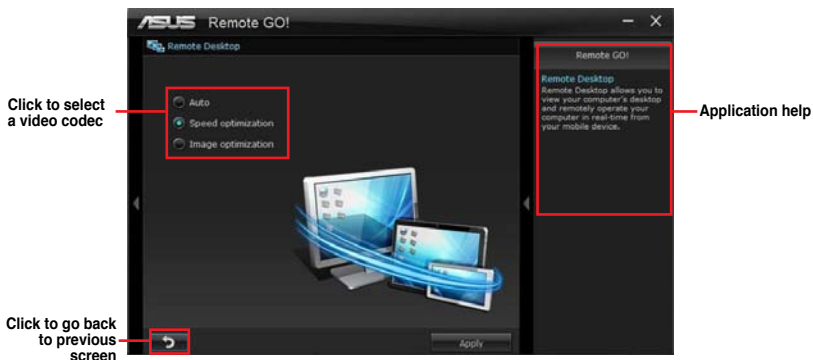 ASUS Remote GO!
Remote Desktop
Click to select
a video codec
Auto
Speed optimization
Image optimization
Remote GO!
Remote Desktop
Remote Desktop allows you to
view your computer's desktop
and remotely operate your
computer in real-time from
your mobile device.
Application help
Click to go back
to previous
screen
Apply